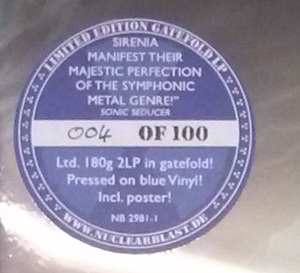 LIMITED EDITION GATEFOLD LP
SIRENIA
MANIFEST THEIR
MAJESTIC PERFECTION
OF THE SYMPHONIC
METAL GENRE!"
SONIC SEDUCER
004 OF 100
Ltd. 180g 2LP in gatefold!
Pressed on blue Vinyl!
Incl. poster!
NB 2981-1
WWW.NUCLEARBLAST.DE